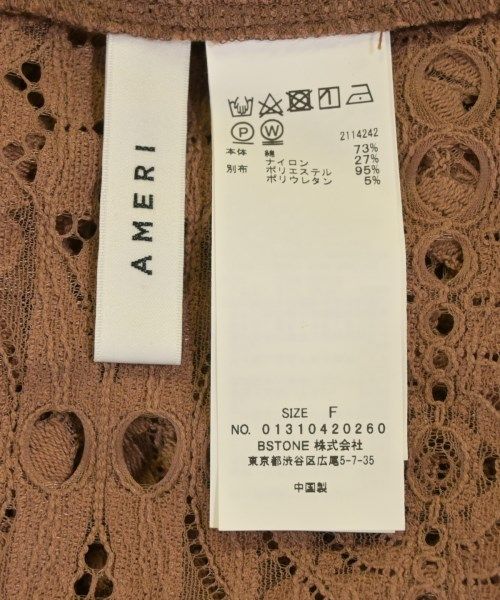 AMERI
P W
2114242
本体 綿 73%
ナイロン 27%
別布 ポリエステル 95%
ポリウレタン 5%
SIZE F
NO. 01310420260
BSTONE 株式会社
東京都渋谷区広尾5-7-35
中国製